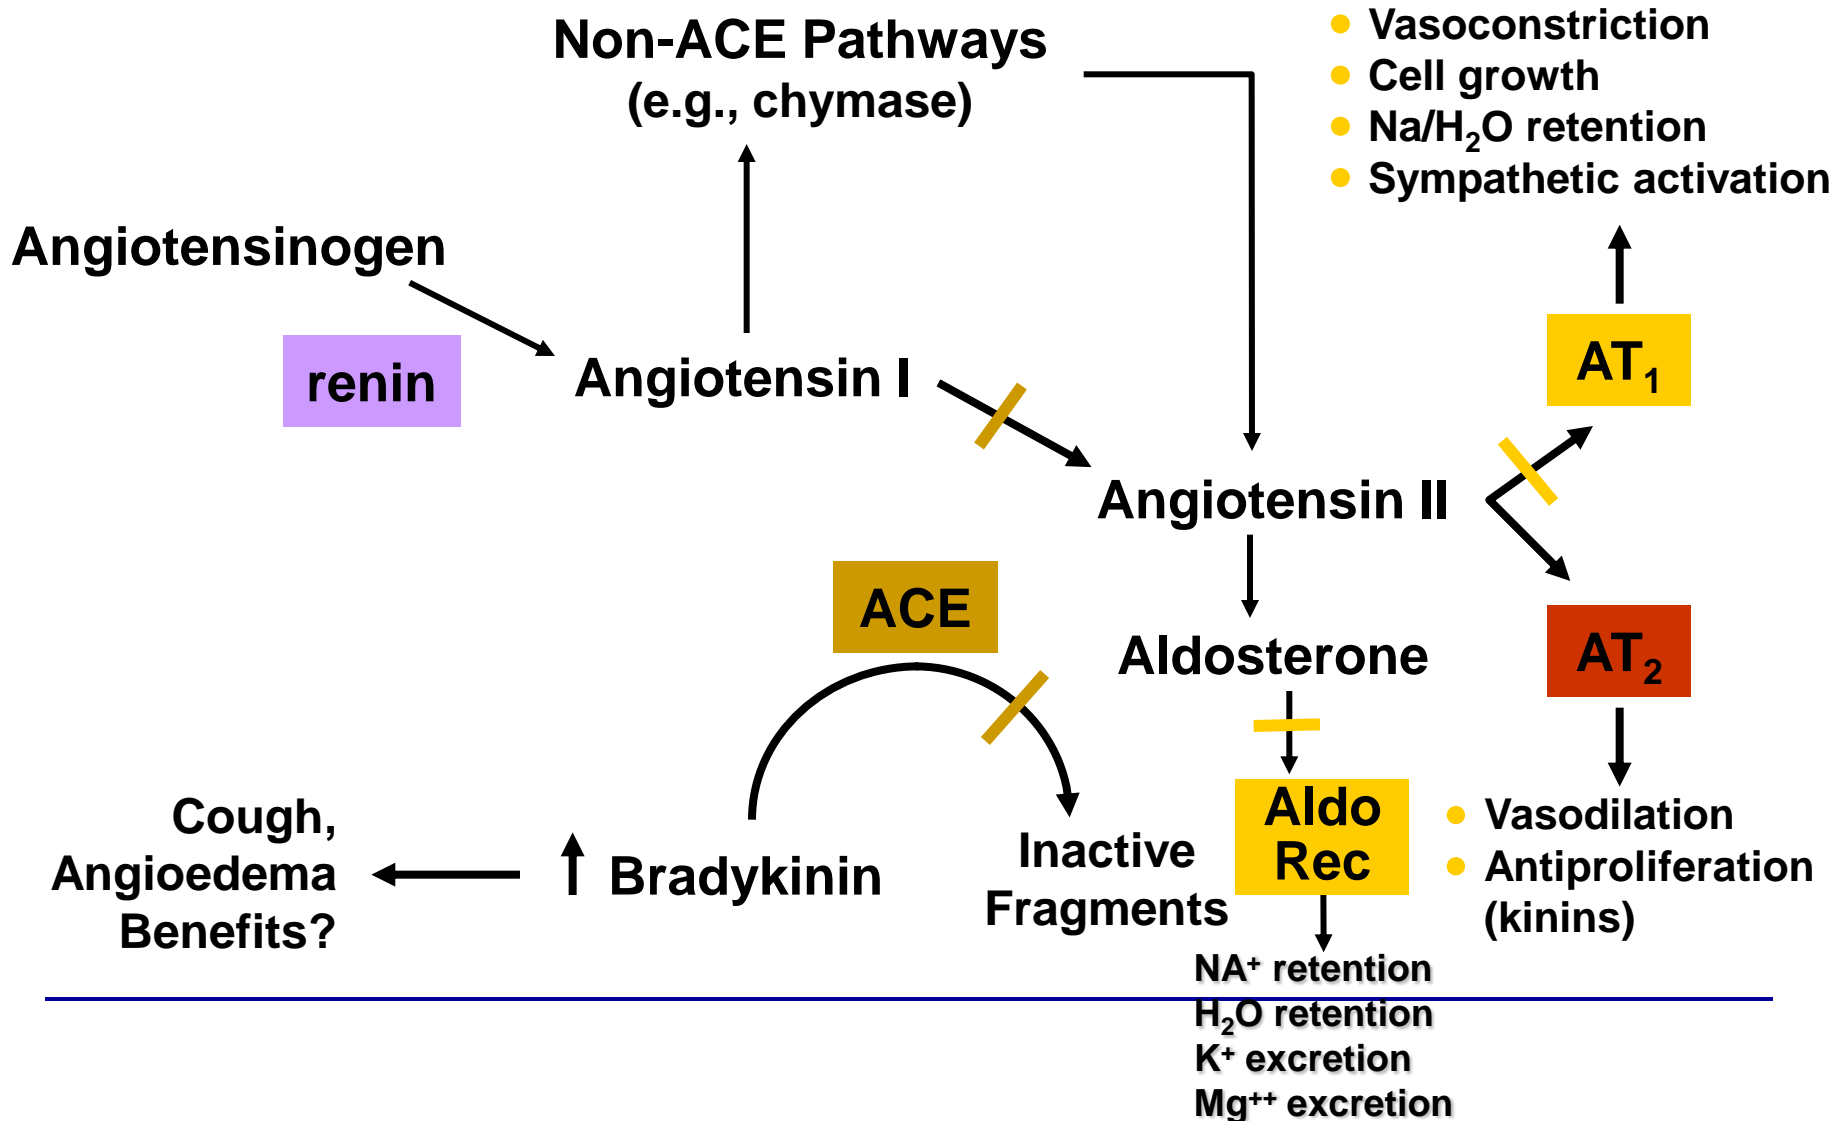 Non-ACE Pathways
(e.g., chymase)
● Vasoconstriction
● Cell growth
● Na/H₂O retention
● Sympathetic activation
Angiotensinogen
renin
Angiotensin I
AT₁
Angiotensin II
ACE
Aldosterone
AT₂
Cough,
Angioedema
Benefits?
Bradykinin
Inactive
Fragments
Aldo
Rec
● Vasodilation
● Antiproliferation
(kinins)
NA⁺ retention
H₂O retention
K⁺ excretion
Mg⁺⁺ excretion